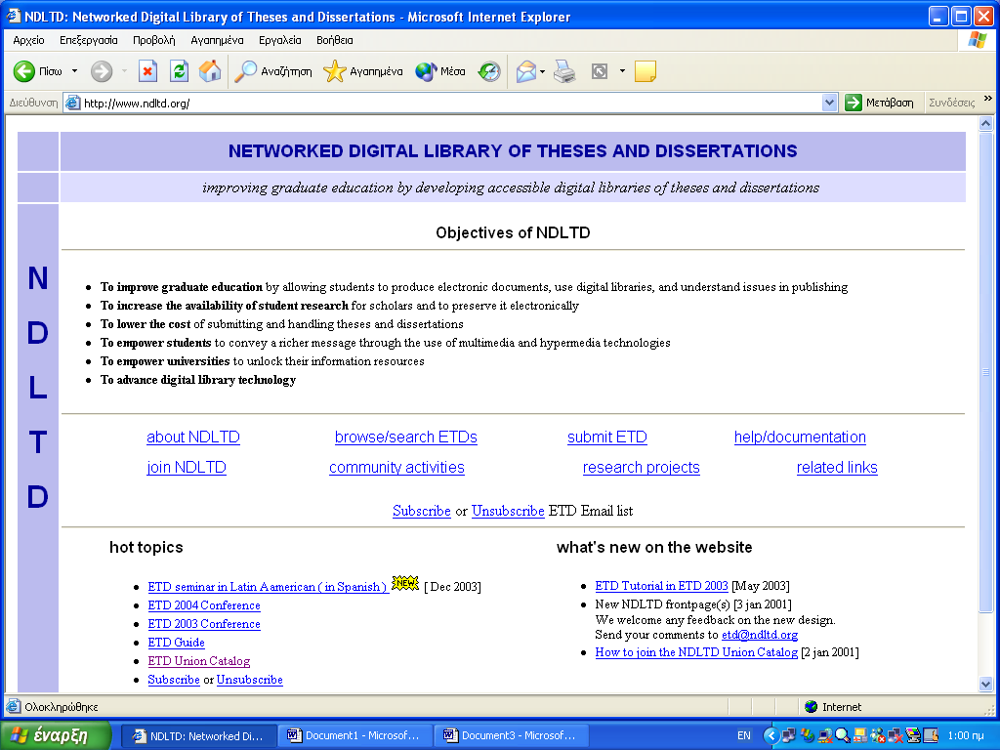 NDLTD: Networked Digital Library of Theses and Dissertations - Microsoft Internet Explorer
Αρχείο Επεξεργασία Προβολή Αγαπημένα Εργαλεία Βοήθεια
Πίσω Αναζήτηση Αγαπημένα Μέσα
Διεύθυνση http://www.ndltd.org/ Μετάβαση Συνδέσεις »
NETWORKED DIGITAL LIBRARY OF THESES AND DISSERTATIONS
improving graduate education by developing accessible digital libraries of theses and dissertations
N
D
L
T
D
Objectives of NDLTD
• To improve graduate education by allowing students to produce electronic documents, use digital libraries, and understand issues in publishing
• To increase the availability of student research for scholars and to preserve it electronically
• To lower the cost of submitting and handling theses and dissertations
• To empower students to convey a richer message through the use of multimedia and hypermedia technologies
• To empower universities to unlock their information resources
• To advance digital library technology
about NDLTD browse/search ETDs submit ETD help/documentation
join NDLTD community activities research projects related links
Subscribe or Unsubscribe ETD Email list
hot topics
• ETD seminar in Latin Aamerican ( in Spanish ) NEW [ Dec 2003]
• ETD 2004 Conference
• ETD 2003 Conference
• ETD Guide
• ETD Union Catalog
• Subscribe or Unsubscribe
what's new on the website
• ETD Tutorial in ETD 2003 [May 2003]
• New NDLTD frontpage(s) [3 jan 2001]
We welcome any feedback on the new design.
Send your comments to etd@ndltd.org
• How to join the NDLTD Union Catalog [2 jan 2001]
Ολοκληρώθηκε Internet
έναρξη NDLTD: Networked Di... Document1 - Microsof... Document3 - Microsof... EN 1:00 πμ